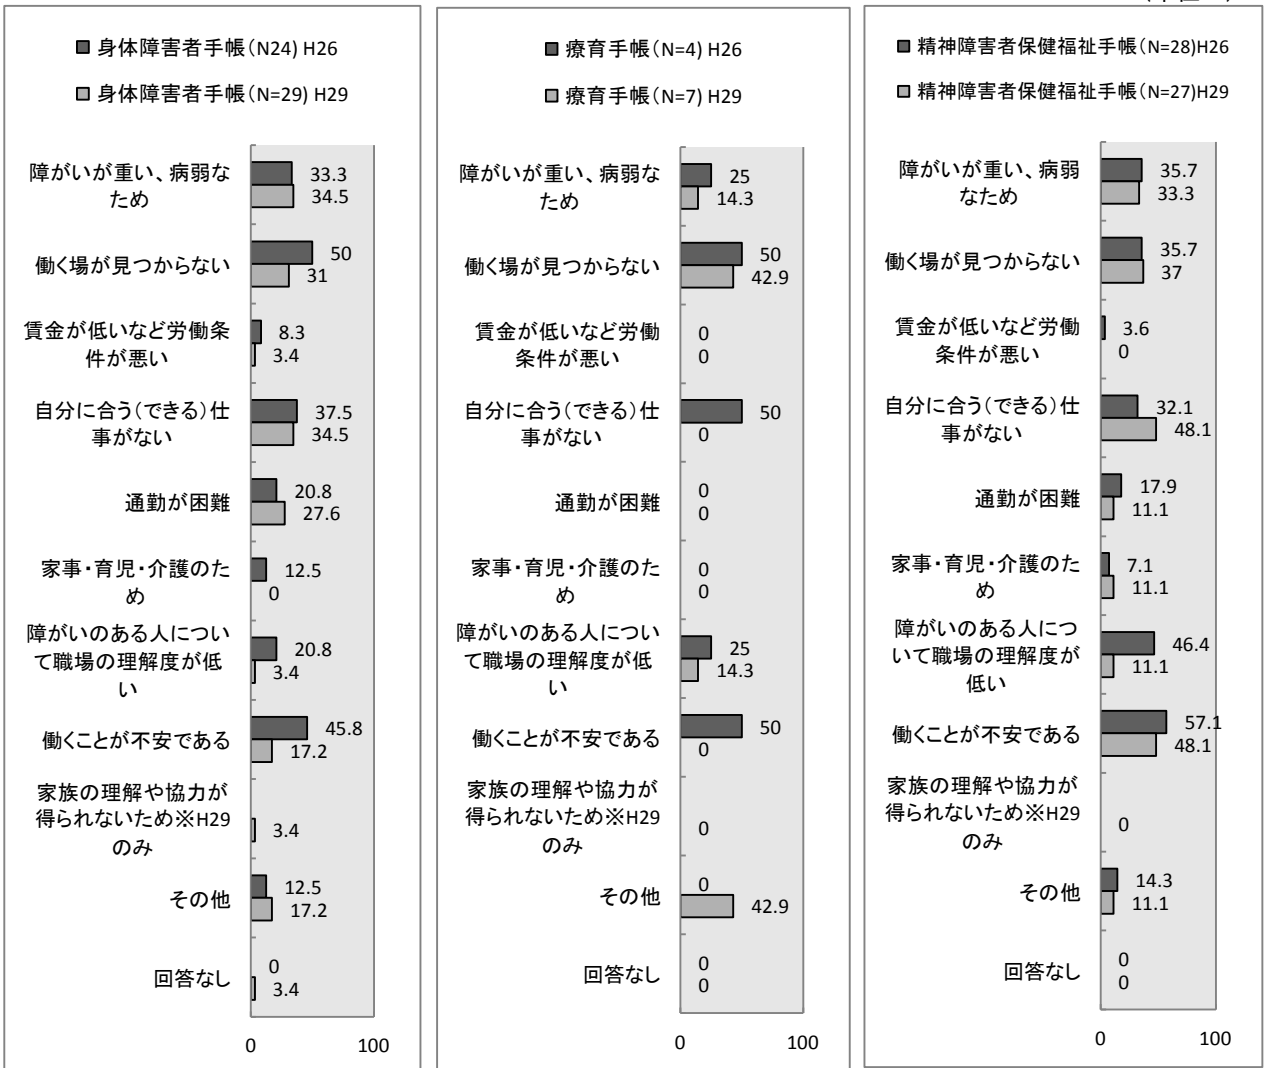 ■ 身体障害者手帳(N24) H26
■ 身体障害者手帳(N=29) H29
障がいが重い、病弱な
ため
33.3
34.5
働く場が見つからない
50
31
賃金が低いなど労働条
件が悪い
8.3
3.4
自分に合う(できる)仕
事がない
37.5
34.5
通勤が困難
20.8
27.6
家事・育児・介護のた
め
12.5
0
障がいのある人につい
て職場の理解度が低
い
20.8
3.4
働くことが不安である
45.8
17.2
家族の理解や協力が
得られないため※H29
のみ
3.4
その他
12.5
17.2
回答なし
0
3.4
0 100
■ 療育手帳(N=4) H26
■ 療育手帳(N=7) H29
障がいが重い、病弱な
ため
25
14.3
働く場が見つからない
50
42.9
賃金が低いなど労働
条件が悪い
0
0
自分に合う(できる)仕
事がない
50
0
通勤が困難
0
0
家事・育児・介護のた
め
0
0
障がいのある人につい
て職場の理解度が低
い
25
14.3
働くことが不安である
50
0
家族の理解や協力が
得られないため※H29
のみ
0
その他
0
42.9
回答なし
0
0
0 100
■ 精神障害者保健福祉手帳(N=28)H26
■ 精神障害者保健福祉手帳(N=27)H29
障がいが重い、病弱
なため
35.7
33.3
働く場が見つからない
35.7
37
賃金が低いなど労働
条件が悪い
3.6
0
自分に合う(できる)仕
事がない
32.1
48.1
通勤が困難
17.9
11.1
家事・育児・介護のた
め
7.1
11.1
障がいのある人につ
いて職場の理解度が
低い
46.4
11.1
働くことが不安である
57.1
48.1
家族の理解や協力が
得られないため※H29
のみ
0
その他
14.3
11.1
回答なし
0
0
0 100